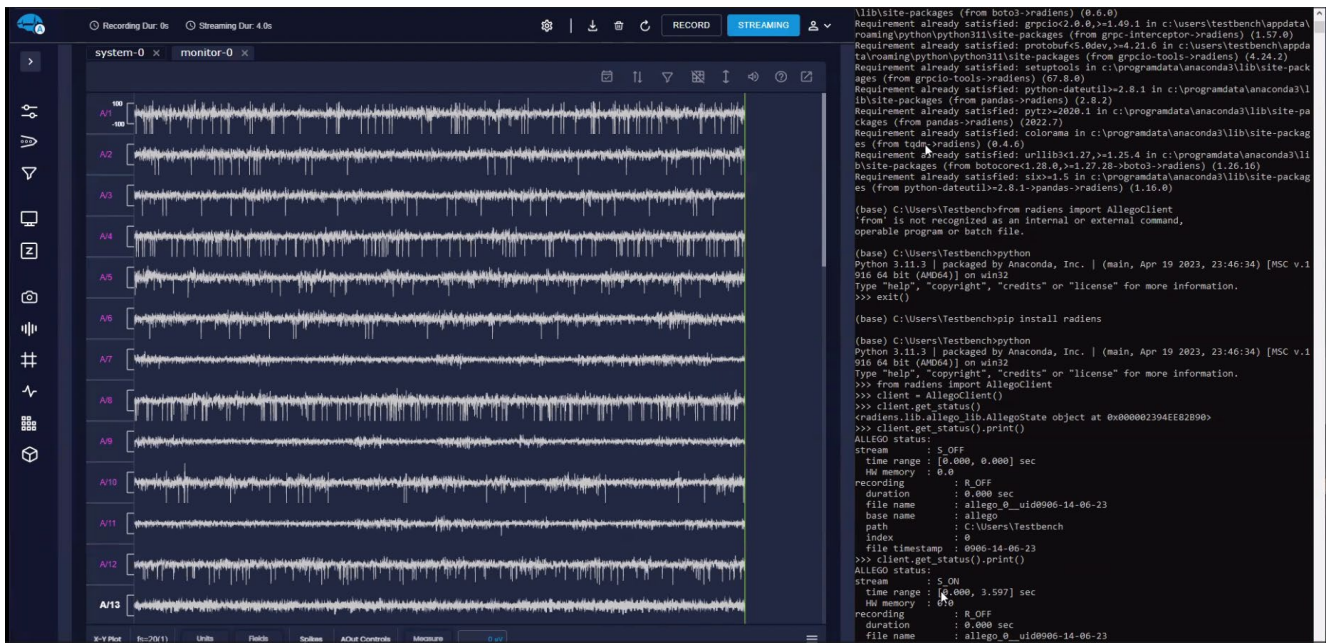 Recording Dur: 0s
Streaming Dur: 4.0s
RECORD
STREAMING
A
system-0 ×
monitor-0 ×
A/1
100
-100
A/2
A/3
A/4
A/5
A/6
A/7
A/8
A/9
A/10
A/11
A/12
A/13
X-Y Plot
fs=20(1)
Units
Fields
Spikes
AOut Controls
Measure
0 uV
\lib\site-packages (from boto3->radiens) (0.6.0)
Requirement already satisfied: grpcio<2.0.0,>=1.49.1 in c:\users\testbench\appdata\
roaming\python\python311\site-packages (from grpc-interceptor->radiens) (1.57.0)
Requirement already satisfied: protobuf<5.0dev,>=4.21.6 in c:\users\testbench\appda
ta\roaming\python\python311\site-packages (from grpcio-tools->radiens) (4.24.2)
Requirement already satisfied: setuptools in c:\programdata\anaconda3\lib\site-pack
ages (from grpcio-tools->radiens) (67.8.0)
Requirement already satisfied: python-dateutil>=2.8.1 in c:\programdata\anaconda3\l
ib\site-packages (from pandas->radiens) (2.8.2)
Requirement already satisfied: pytz>=2020.1 in c:\programdata\anaconda3\lib\site-pa
ckages (from pandas->radiens) (2022.7)
Requirement already satisfied: colorama in c:\programdata\anaconda3\lib\site-packag
es (from tqdm->radiens) (0.4.6)
Requirement already satisfied: urllib3<1.27,>=1.25.4 in c:\programdata\anaconda3\li
b\site-packages (from botocore<1.28.0,>=1.27.28->boto3->radiens) (1.26.16)
Requirement already satisfied: six>=1.5 in c:\programdata\anaconda3\lib\site-packag
es (from python-dateutil>=2.8.1->pandas->radiens) (1.16.0)
(base) C:\Users\Testbench>from radiens import AllegoClient
'from' is not recognized as an internal or external command,
operable program or batch file.
(base) C:\Users\Testbench>python
Python 3.11.3 | packaged by Anaconda, Inc. | (main, Apr 19 2023, 23:46:34) [MSC v.1
916 64 bit (AMD64)] on win32
Type "help", "copyright", "credits" or "license" for more information.
>>> exit()
(base) C:\Users\Testbench>pip install radiens
(base) C:\Users\Testbench>python
Python 3.11.3 | packaged by Anaconda, Inc. | (main, Apr 19 2023, 23:46:34) [MSC v.1
916 64 bit (AMD64)] on win32
Type "help", "copyright", "credits" or "license" for more information.
>>> from radiens import AllegoClient
>>> client = AllegoClient()
>>> client.get_status()
<radiens.lib.allego_lib.AllegoState object at 0x000002394EE82B90>
>>> client.get_status().print()
ALLEGO status:
stream : S_OFF
time range : [0.000, 0.000] sec
HW memory : 0.0
recording : R_OFF
duration : 0.000 sec
file name : allego_0__uid0906-14-06-23
base name : allego
path : C:\Users\Testbench
index : 0
file timestamp : 0906-14-06-23
>>> client.get_status().print()
ALLEGO status:
stream : S_ON
time range : [0.000, 3.597] sec
HW memory : 0.0
recording : R_OFF
duration : 0.000 sec
file name : allego_0__uid0906-14-06-23